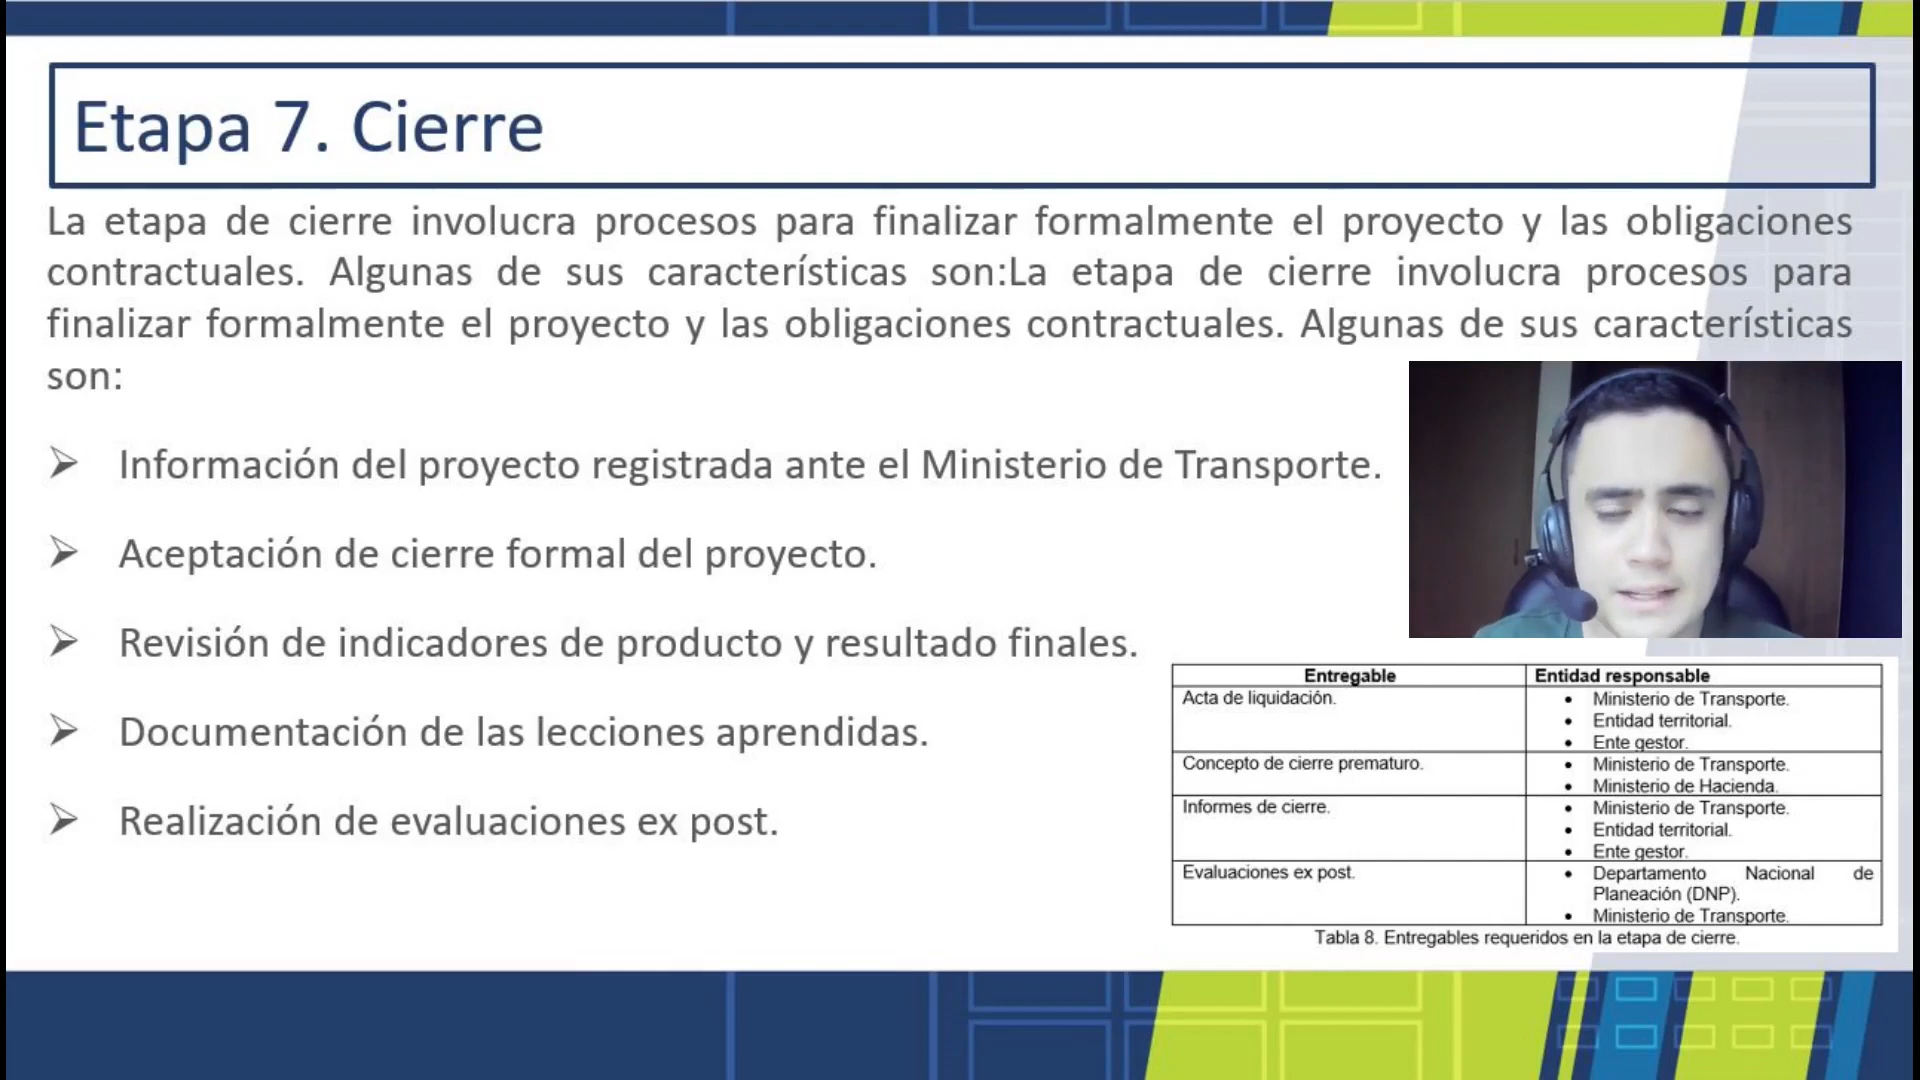 Etapa 7. Cierre
La etapa de cierre involucra procesos para finalizar formalmente el proyecto y las obligaciones
contractuales. Algunas de sus características son:La etapa de cierre involucra procesos para
finalizar formalmente el proyecto y las obligaciones contractuales. Algunas de sus características
son:
➢ Información del proyecto registrada ante el Ministerio de Transporte.
➢ Aceptación de cierre formal del proyecto.
➢ Revisión de indicadores de producto y resultado finales.
➢ Documentación de las lecciones aprendidas.
➢ Realización de evaluaciones ex post.
Entregable Entidad responsable
Acta de liquidación. • Ministerio de Transporte.
• Entidad territorial.
• Ente gestor.
Concepto de cierre prematuro. • Ministerio de Transporte.
• Ministerio de Hacienda.
Informes de cierre. • Ministerio de Transporte.
• Entidad territorial.
• Ente gestor.
Evaluaciones ex post. • Departamento Nacional de
Planeación (DNP).
• Ministerio de Transporte.
Tabla 8. Entregables requeridos en la etapa de cierre.